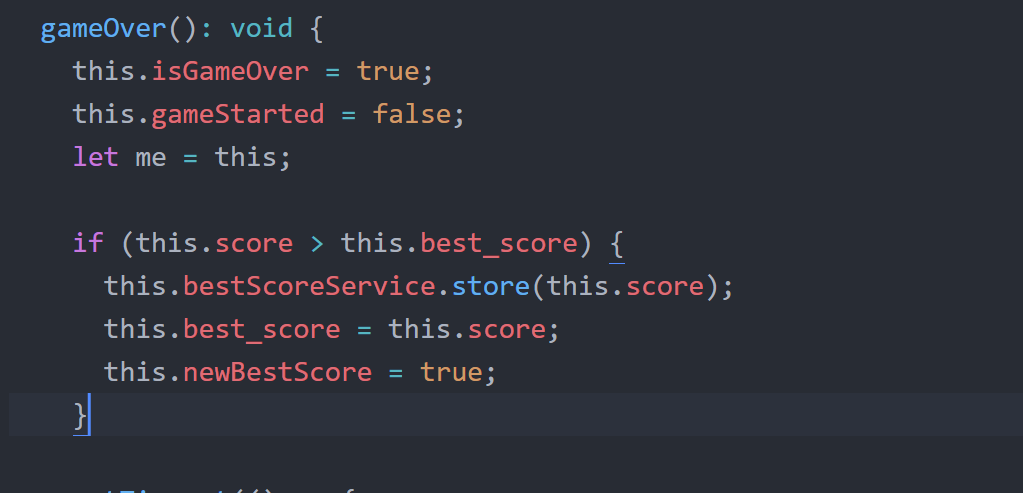 gameOver(): void {
this.isGameOver = true;
this.gameStarted = false;
let me = this;
if (this.score > this.best_score) {
this.bestScoreService.store(this.score);
this.best_score = this.score;
this.newBestScore = true;
}